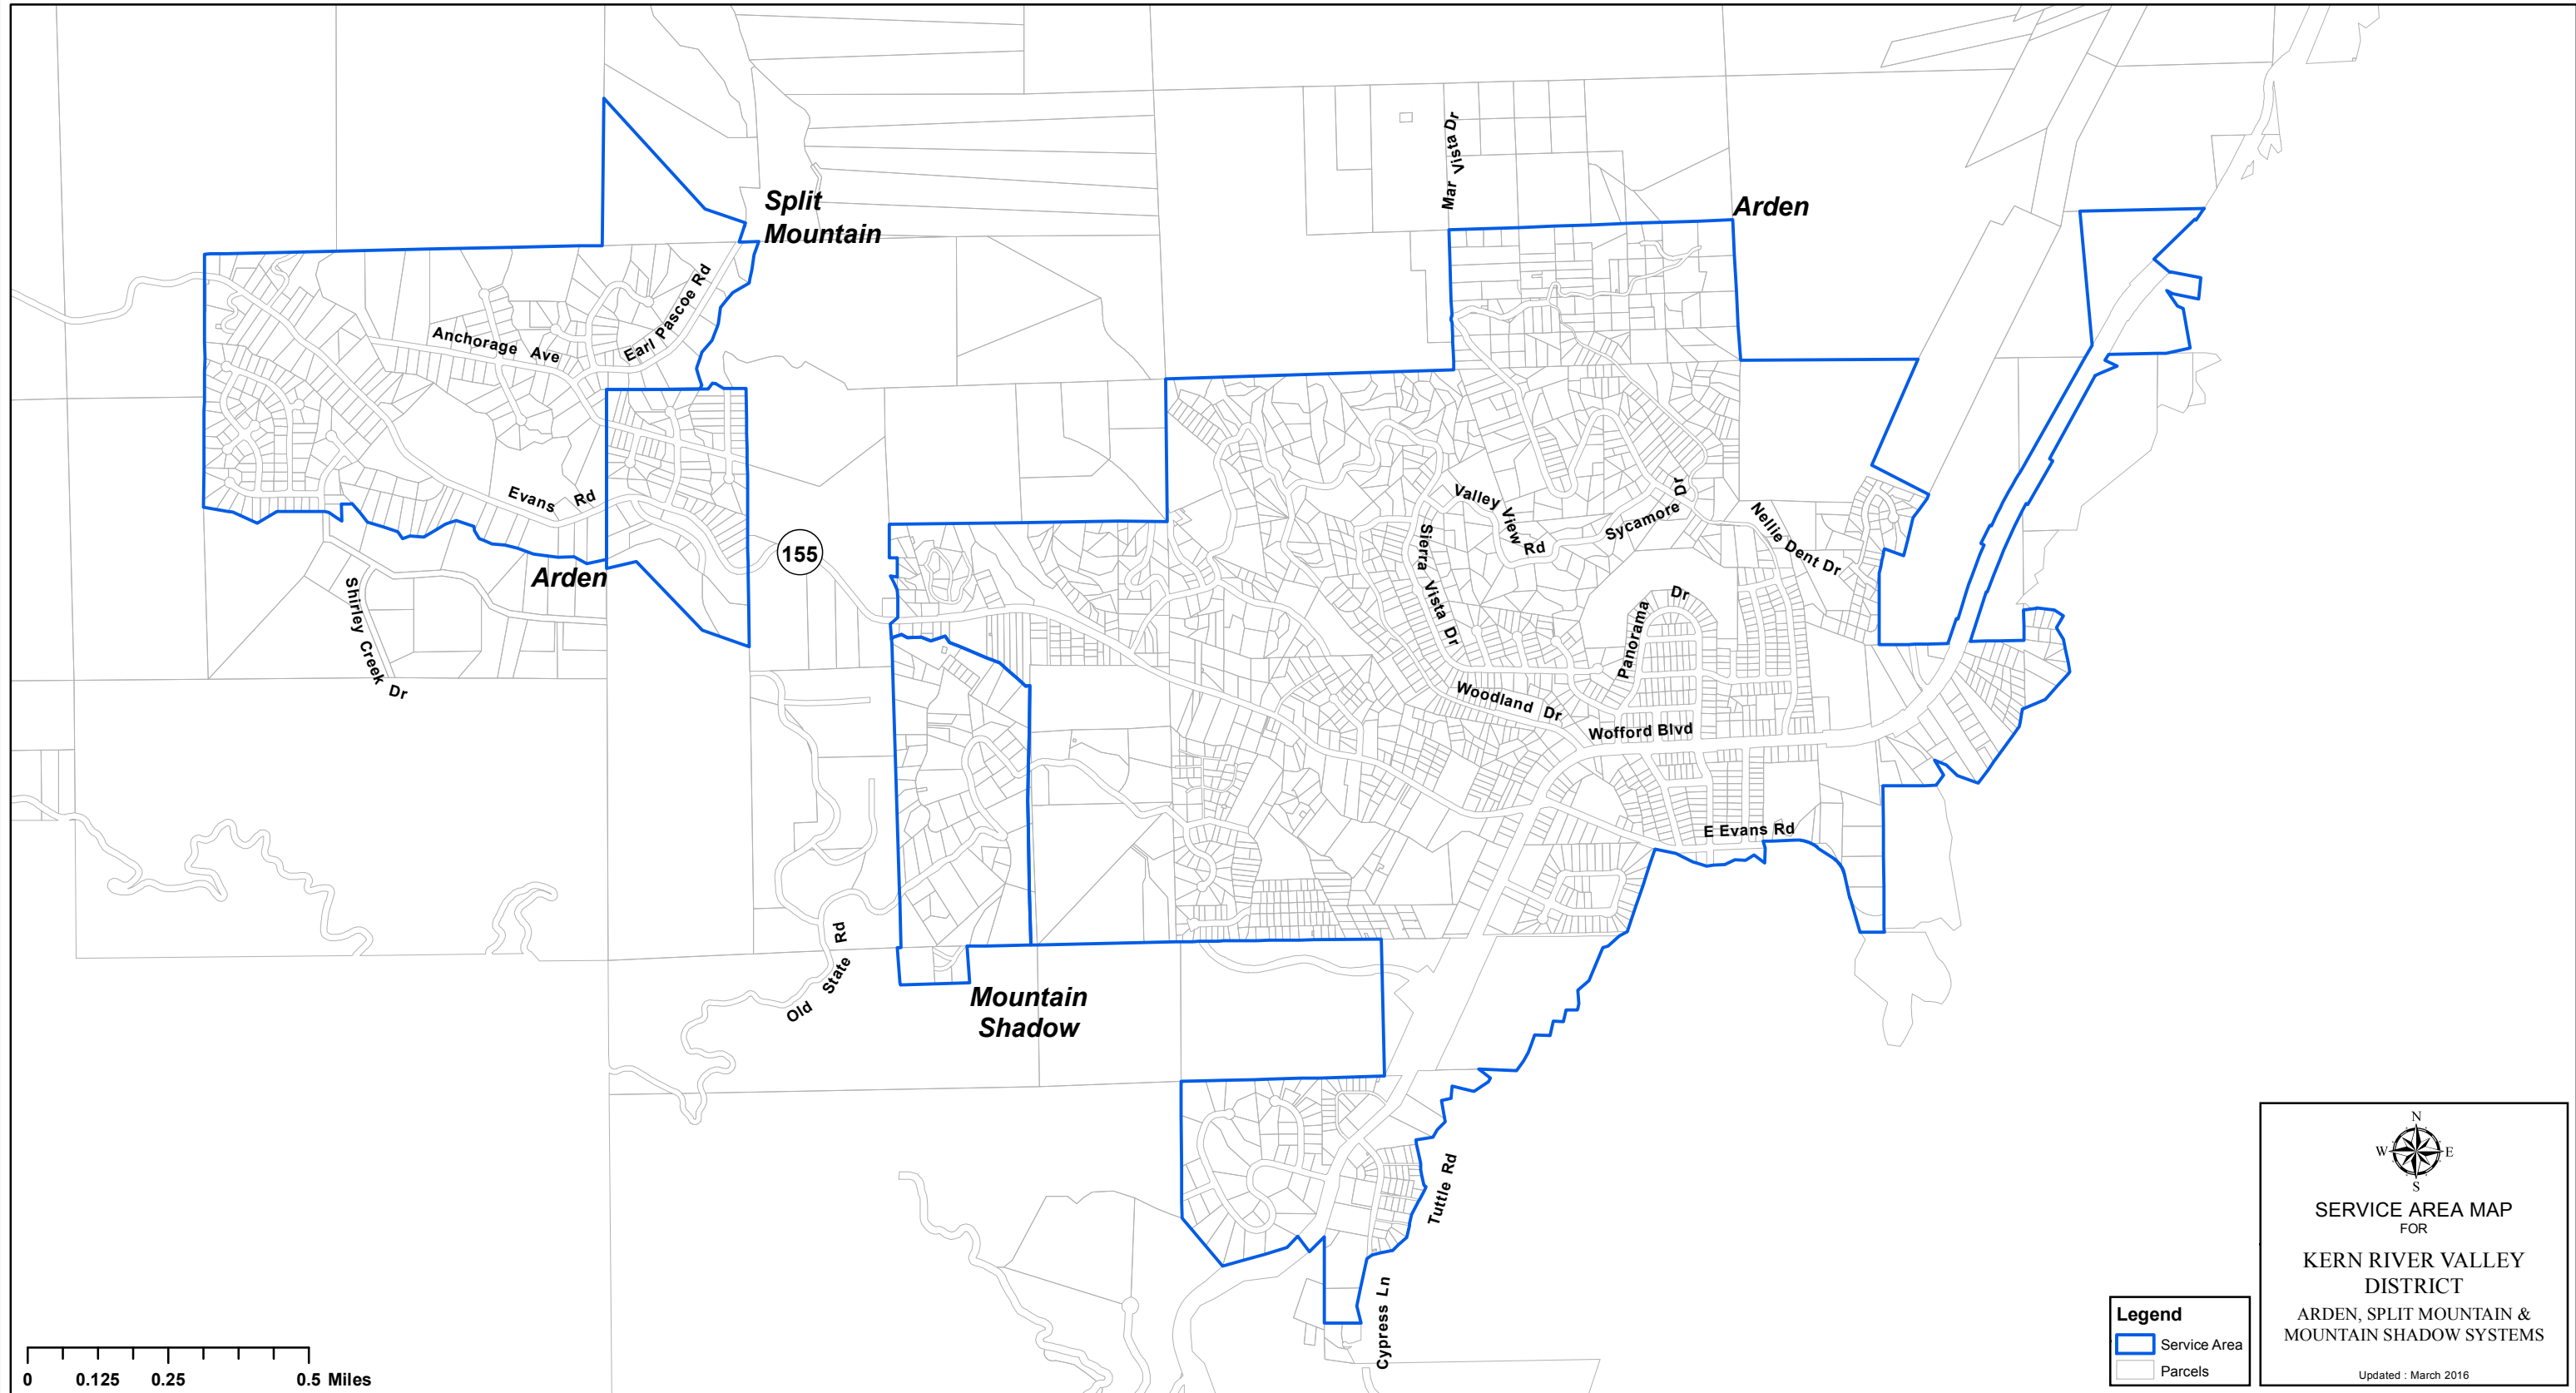 Mar Vista Dr
Split
Mountain
Arden
Earl Pascoe Rd
Anchorage Ave
Evans Rd
155
Arden
Shirley Creek Dr
Valley View Rd
Sycamore Dr
Nellie Dent Dr
Sierra Vista Dr
Panorama Dr
Woodland Dr
Wofford Blvd
E Evans Rd
Old State Rd
Mountain
Shadow
Tuttle Rd
Cypress Ln
0 0.125 0.25 0.5 Miles
Legend
Service Area
Parcels
N
W E
S
SERVICE AREA MAP
FOR
KERN RIVER VALLEY
DISTRICT
ARDEN, SPLIT MOUNTAIN &
MOUNTAIN SHADOW SYSTEMS
Updated : March 2016